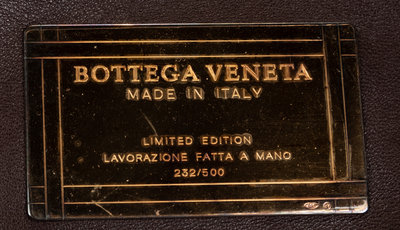 BOTTEGA VENETA
MADE IN ITALY
LIMITED EDITION
LAVORAZIONE FATTA A MANO
232/500